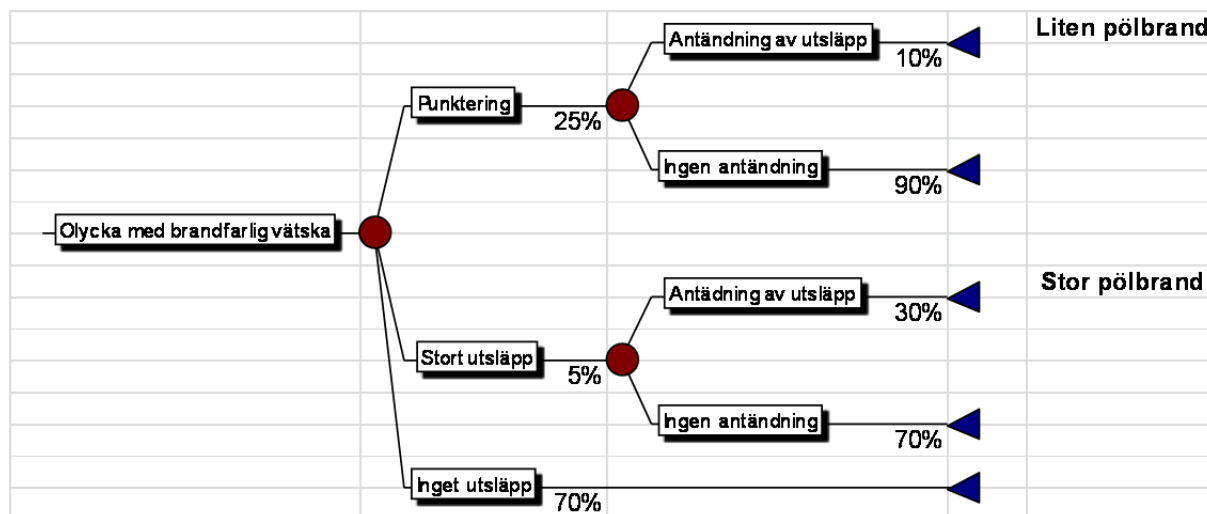 Liten pölbrand
Antändning av utsläpp
10%
Punktering
25%
Ingen antändning
90%
Olycka med brandfarlig vätska
Stor pölbrand
Antädning av utsläpp
30%
Stort utsläpp
5%
Ingen antändning
70%
Inget utsläpp
70%